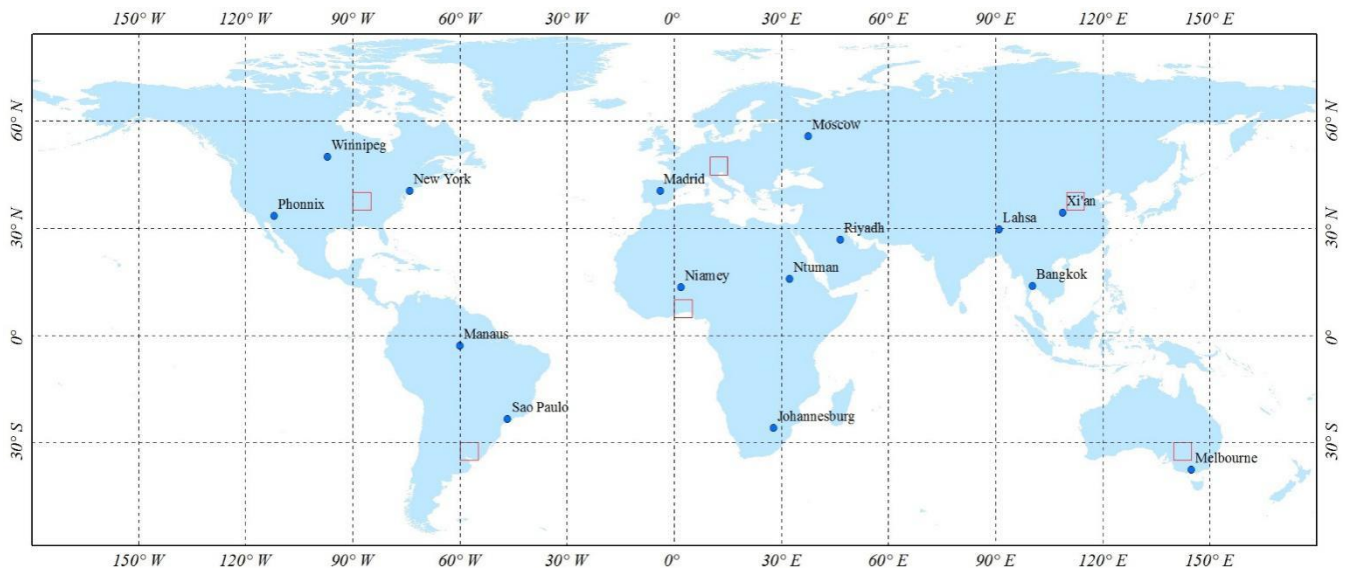 150° W 120° W 90° W 60° W 30° W 0° 30° E 60° E 90° E 120° E 150° E
60° N 60° N
Moscow
Winnipeg
New York
Madrid
Phonnix
Xi'an
Lahsa
30° N 30° N
Riyadh
Niamey
Ntuman
Bangkok
0° 0°
Manaus
Sao Paulo
Johannesburg
30° S 30° S
Melbourne
150° W 120° W 90° W 60° W 30° W 0° 30° E 60° E 90° E 120° E 150° E